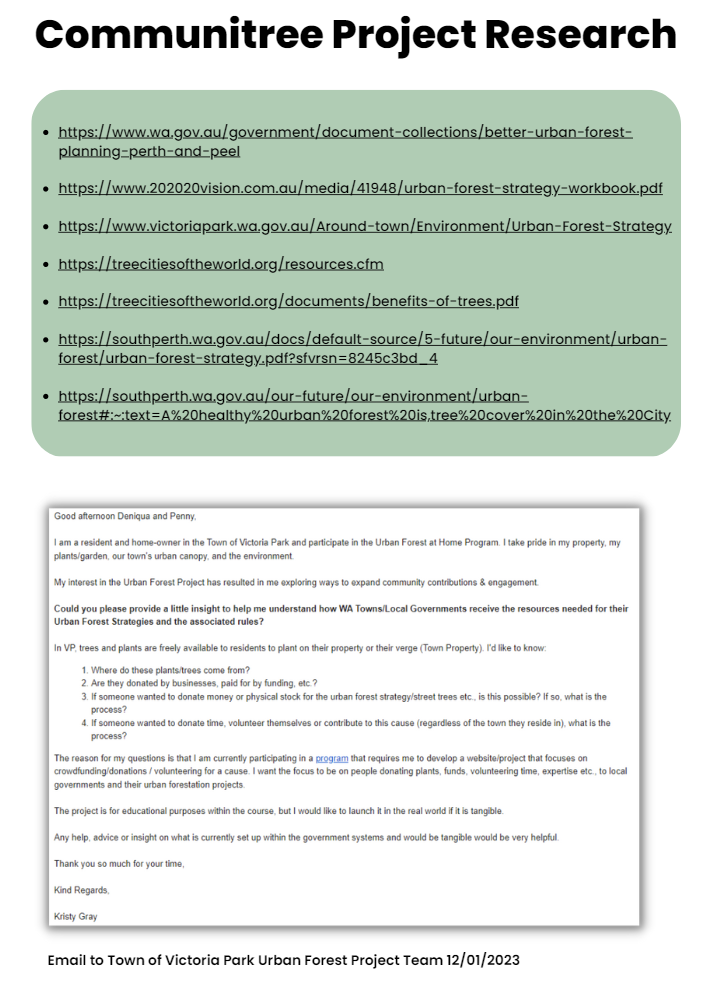 Communitree Project Research
https://www.wa.gov.au/government/document-collections/better-urban-forest-
planning-perth-and-peel
https://www.202020vision.com.au/media/41948/urban-forest-strategy-workbook.pdf
https://www.victoriapark.wa.gov.au/Around-town/Environment/Urban-Forest-Strategy
https://treecitiesoftheworld.org/resources.cfm
https://treecitiesoftheworld.org/documents/benefits-of-trees.pdf
https://southperth.wa.gov.au/docs/default-source/5-future/our-environment/urban-
forest/urban-forest-strategy.pdf?sfvrsn=8245c3bd_4
https://southperth.wa.gov.au/our-future/our-environment/urban-
forest#:~:text=A%20healthy%20urban%20forest%20is,tree%20cover%20in%20the%20City
Good afternoon Deniqua and Penny,
I am a resident and home-owner in the Town of Victoria Park and participate in the Urban Forest at Home Program. I take pride in my property, my
plants/garden, our town's urban canopy, and the environment.
My interest in the Urban Forest Project has resulted in me exploring ways to expand community contributions & engagement.
Could you please provide a little insight to help me understand how WA Towns/Local Governments receive the resources needed for their
Urban Forest Strategies and the associated rules?
In VP, trees and plants are freely available to residents to plant on their property or their verge (Town Property). I'd like to know:
1. Where do these plants/trees come from?
2. Are they donated by businesses, paid for by funding, etc.?
3. If someone wanted to donate money or physical stock for the urban forest strategy/street trees etc., is this possible? If so, what is the
process?
4. If someone wanted to donate time, volunteer themselves or contribute to this cause (regardless of the town they reside in), what is the
process?
The reason for my questions is that I am currently participating in a program that requires me to develop a website/project that focuses on
crowdfunding/donations / volunteering for a cause. I want the focus to be on people donating plants, funds, volunteering time, expertise etc., to local
governments and their urban forestation projects.
The project is for educational purposes within the course, but I would like to launch it in the real world if it is tangible.
Any help, advice or insight on what is currently set up within the government systems and would be tangible would be very helpful.
Thank you so much for your time,
Kind Regards,
Kristy Gray
Email to Town of Victoria Park Urban Forest Project Team 12/01/2023